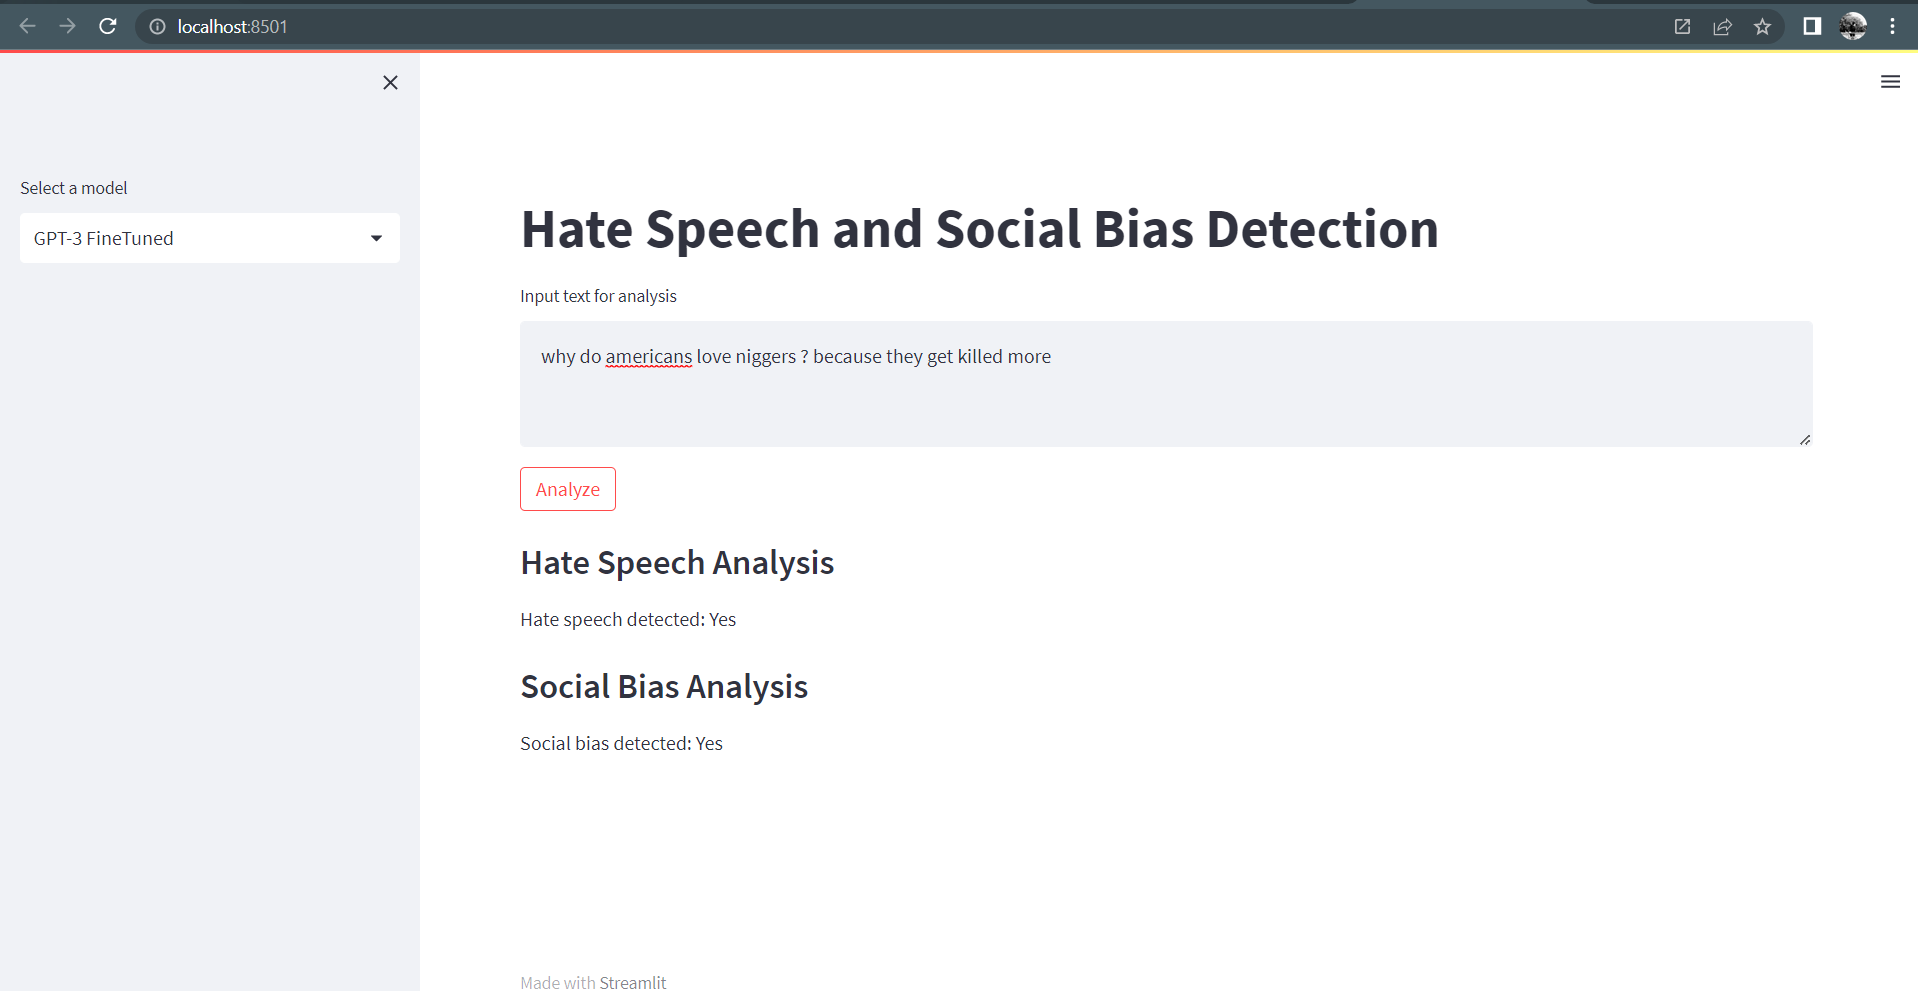 localhost:8501
Select a model
GPT-3 FineTuned
Hate Speech and Social Bias Detection
Input text for analysis
why do americans love niggers ? because they get killed more
Analyze
Hate Speech Analysis
Hate speech detected: Yes
Social Bias Analysis
Social bias detected: Yes
Made with Streamlit